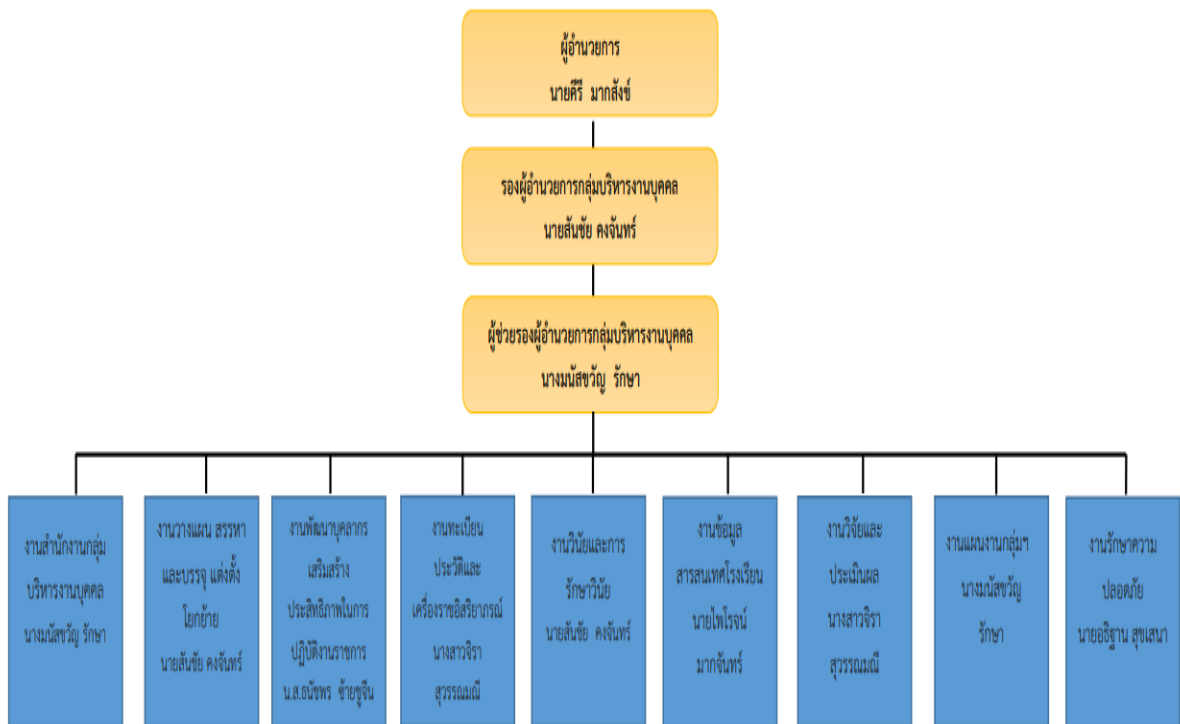 ผู้อำนวยการ
นายคีรี มากสังข์
รองผู้อำนวยการกลุ่มบริหารงานบุคคล
นายสันชัย คงจันทร์
ผู้ช่วยรองผู้อำนวยการกลุ่มบริหารงานบุคคล
นางมนัสขวัญ รักษา
งานสำนักงานกลุ่ม
บริหารงานบุคคล
นางมนัสขวัญ รักษา
งานวางแผน สรรหา
และบรรจุ แต่งตั้ง
โยกย้าย
นายสันชัย คงจันทร์
งานพัฒนาบุคลากร
เสริมสร้าง
ประสิทธิภาพในการ
ปฏิบัติงานราชการ
น.ส.ธนัชพร ซ้ายชูจีน
งานทะเบียน
ประวัติและ
เครื่องราชอิสริยาภรณ์
นางสาวจิรา
สุวรรณมณี
งานวินัยและการ
รักษาวินัย
นายสันชัย คงจันทร์
งานข้อมูล
สารสนเทศโรงเรียน
นายไพโรจน์
มากจันทร์
งานวิจัยและ
ประเมินผล
นางสาวจิรา
สุวรรณมณี
งานแผนงานกลุ่มฯ
นางมนัสขวัญ
รักษา
งานรักษาความ
ปลอดภัย
นายอธิฐาน สุขเสนา